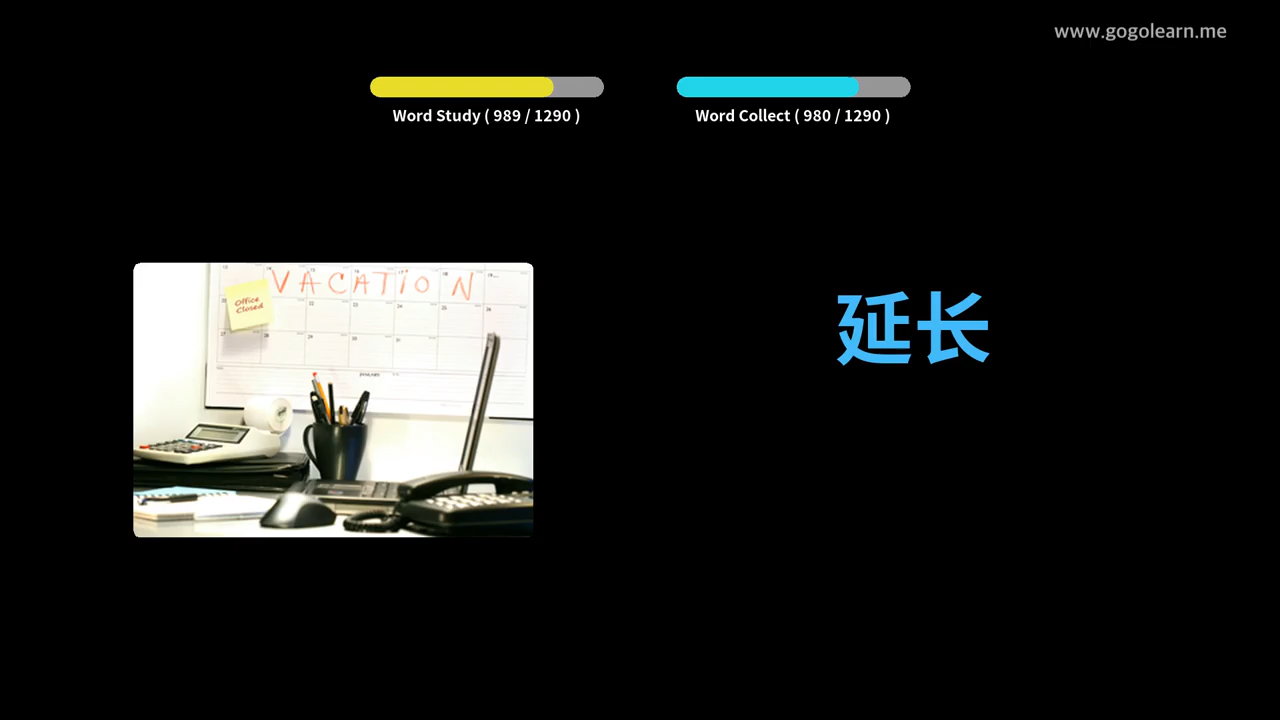 www.gogolearn.me
Word Study ( 989 / 1290 )
Word Collect ( 980 / 1290 )
VACATION
Office
Closed
延长